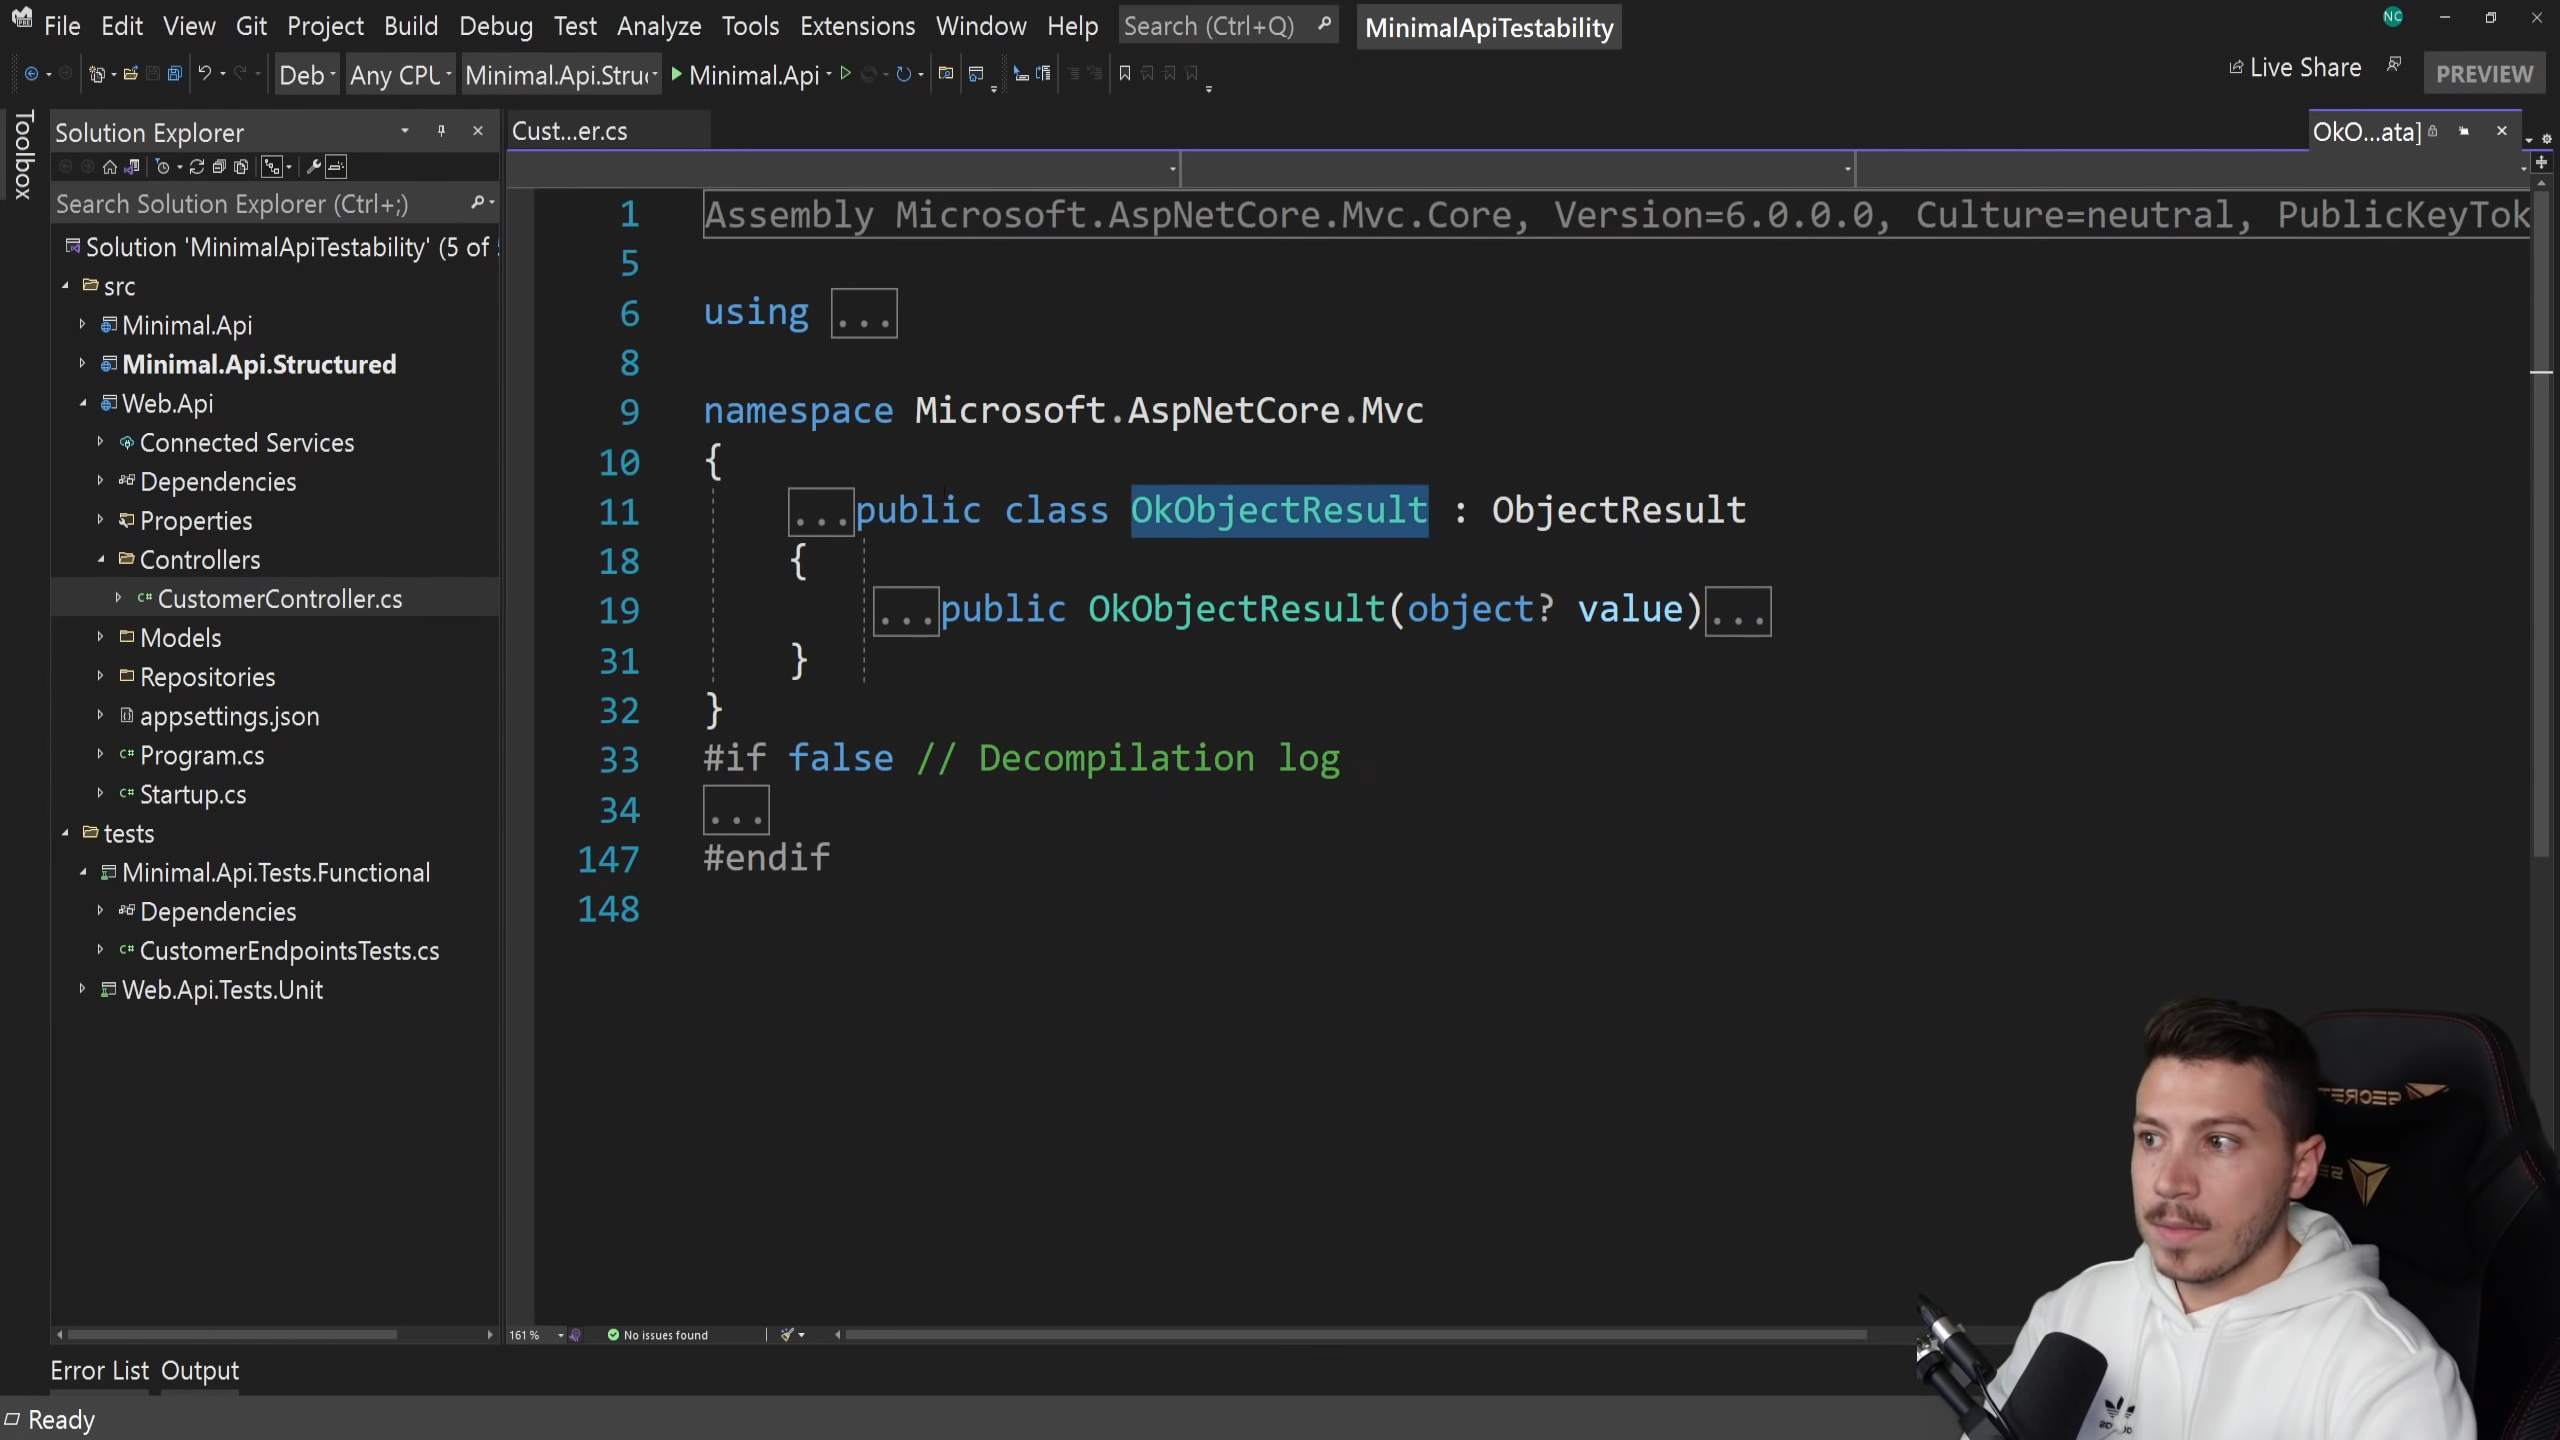 File Edit View Git Project Build Debug Test Analyze Tools Extensions Window Help Search (Ctrl+Q) MinimalApiTestability NC
Deb Any CPU Minimal.Api.Struc Minimal.Api Live Share PREVIEW
Toolbox
Solution Explorer
Search Solution Explorer (Ctrl+;)
Solution 'MinimalApiTestability' (5 of
src
Minimal.Api
Minimal.Api.Structured
Web.Api
Connected Services
Dependencies
Properties
Controllers
C# CustomerController.cs
Models
Repositories
appsettings.json
C# Program.cs
C# Startup.cs
tests
Minimal.Api.Tests.Functional
Dependencies
C# CustomerEndpointsTests.cs
Web.Api.Tests.Unit
Cust...er.cs OkO...ata]
1 Assembly Microsoft.AspNetCore.Mvc.Core, Version=6.0.0.0, Culture=neutral, PublicKeyTok
5
6 using ...
8
9 namespace Microsoft.AspNetCore.Mvc
10 {
11 ...public class OkObjectResult : ObjectResult
18 {
19 ...public OkObjectResult(object? value)...
31 }
32 }
33 #if false // Decompilation log
34 ...
147 #endif
148
161 % No issues found
Error List Output
Ready